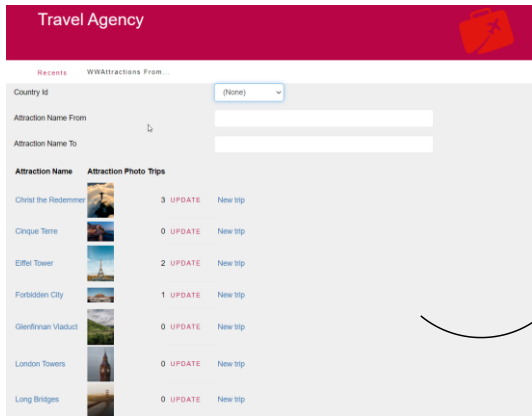 Travel Agency
Recents WWAttractions From...
Country Id (None)
Attraction Name From
Attraction Name To
Attraction Name Attraction Photo Trips
Christ the Redemmer 3 UPDATE New trip
Cinque Terre 0 UPDATE New trip
Eiffel Tower 2 UPDATE New trip
Forbidden City 1 UPDATE New trip
Glenfinnan Viaduct 0 UPDATE New trip
London Towers 0 UPDATE New trip
Long Bridges 0 UPDATE New trip